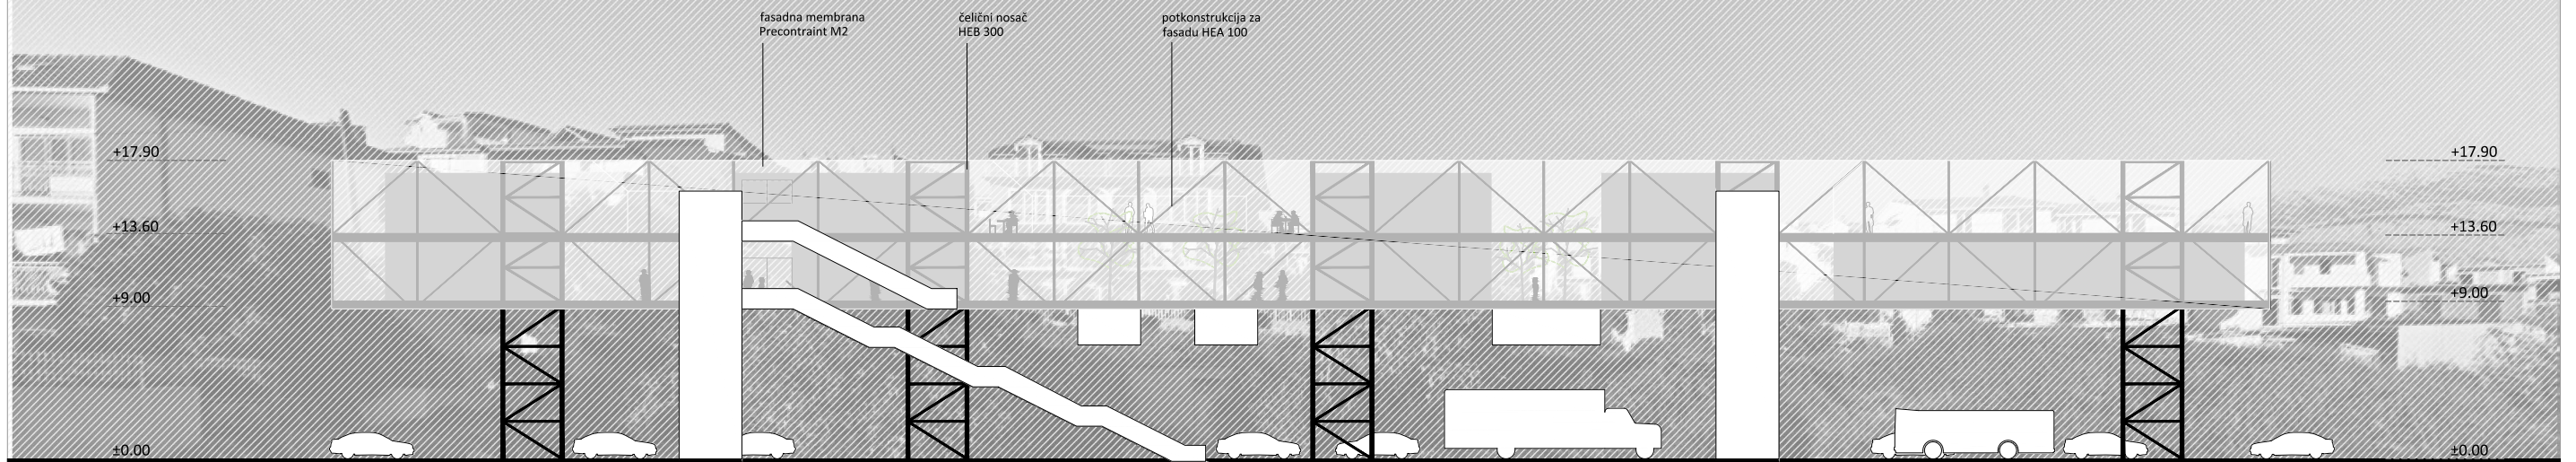 fasadna membrana
Precontraint M2
čelični nosač
HEB 300
potkonstrukcija za
fasadu HEA 100
+17.90
+17.90
+13.60
+13.60
+9.00
+9.00
±0.00
±0.00